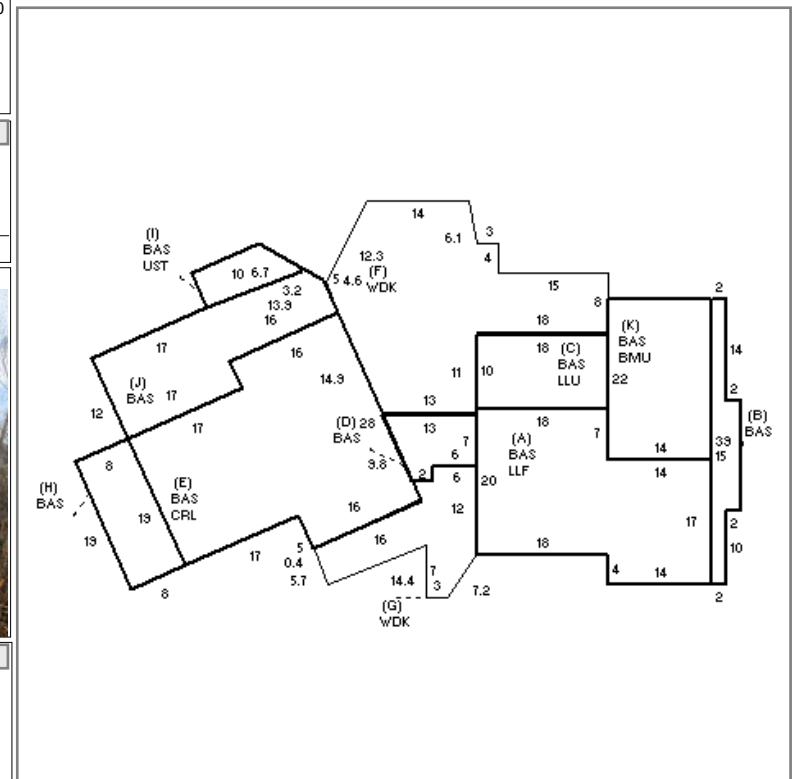 14
6.1
3
4
12.3
(F)
WDK
5 4.6
15
8
(I)
BAS
UST
10 6.7
3.2
13.9
16
17
16
14.9
(J)
BAS
17
12
17
18
18
(C)
BAS
LLU
11
10
(K)
BAS
BMU
22
2
14
2
13
13
(D) 28
BAS
9.8
7
6
2
6
(A)
BAS
LLF
18
7
20
12
14
14
39
15
(B)
BAS
2
10
17
8
(H)
BAS
19
(E)
BAS
CRL
19
8
17
16
16
5
0.4
5.7
14.4
7
3
7.2
(G)
WDK
18
4
14
2